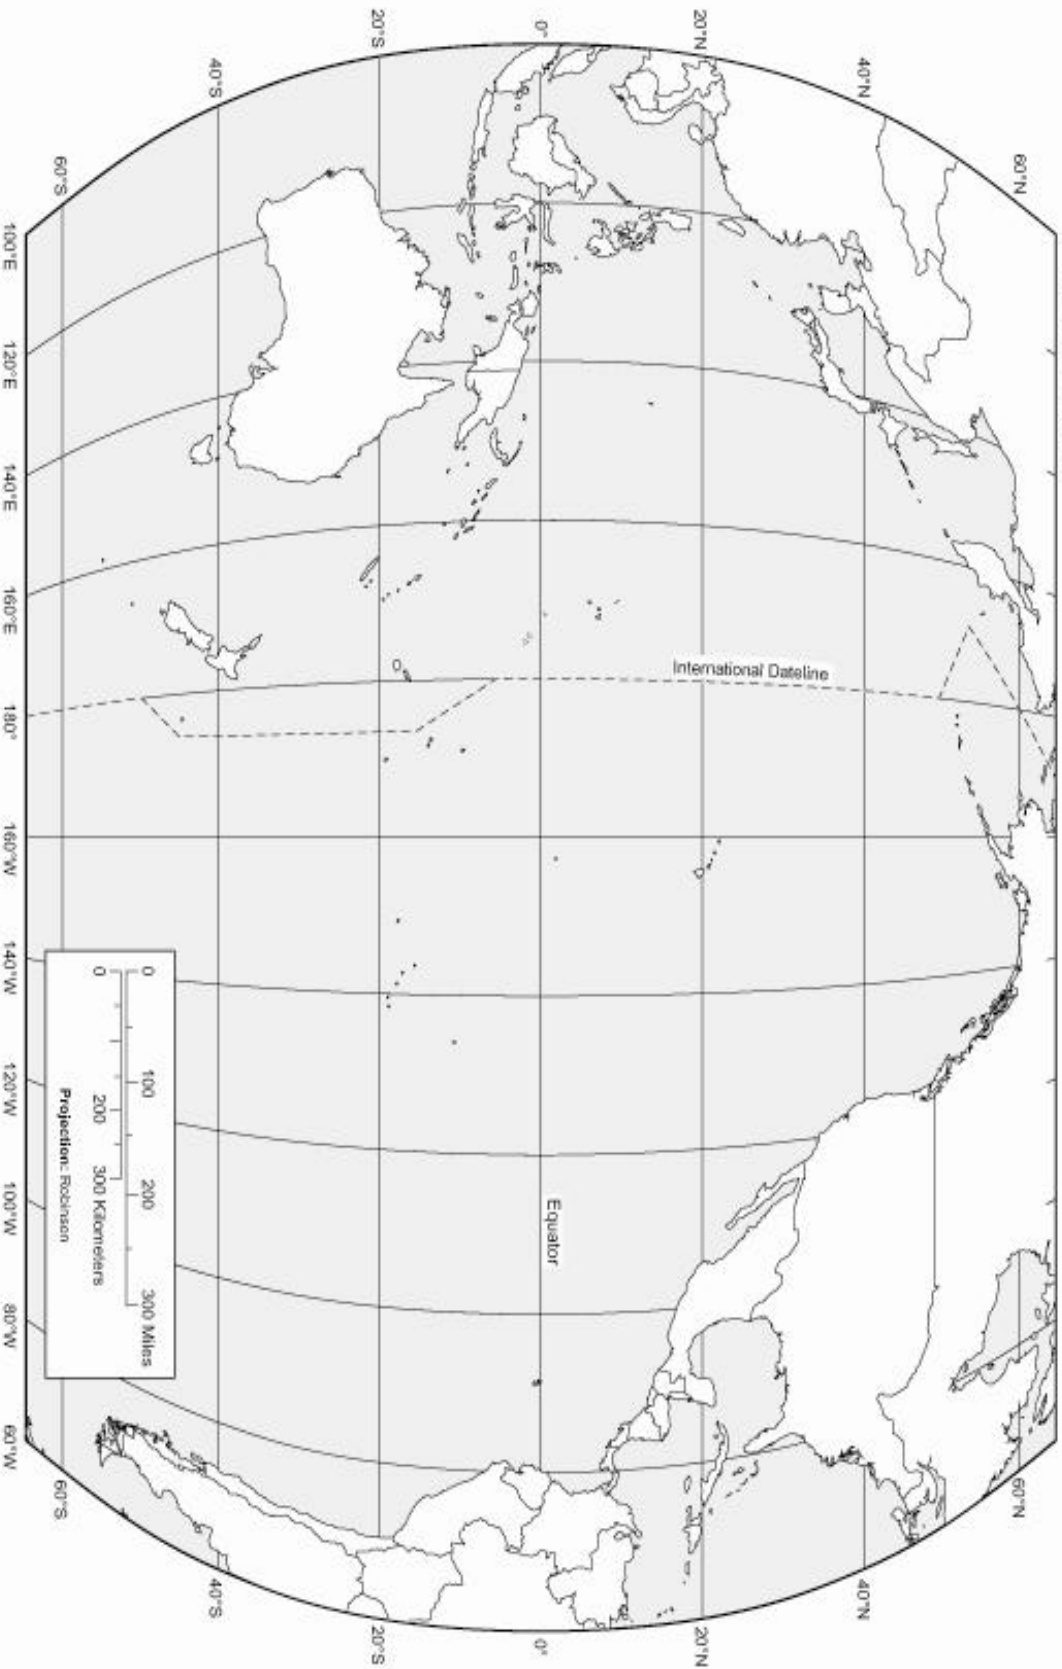 20°S
0°
20°N
40°S
40°N
60°S
60°N
100°E
120°E
140°E
160°E
180°
160°W
140°W
120°W
100°W
80°W
60°W
International Dateline
Equator
0 100 200 300 Miles
0 200 300 Kilometers
Projection: Robinson
60°S
60°N
40°S
40°N
20°S
0°
20°N